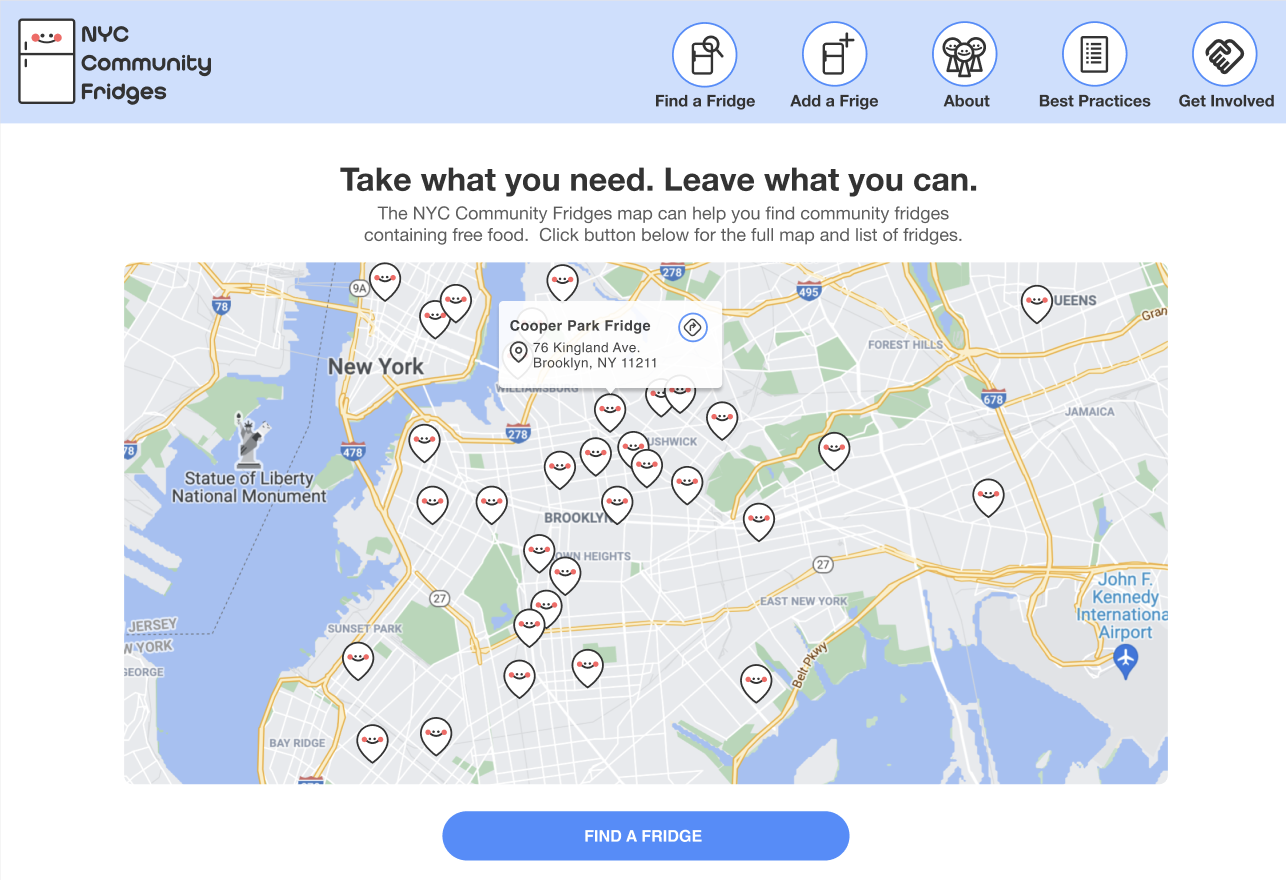 NYC
Community
Fridges
Find a Fridge
Add a Frige
About
Best Practices
Get Involved
Take what you need. Leave what you can.
The NYC Community Fridges map can help you find community fridges
containing free food.  Click button below for the full map and list of fridges.
9A
278
495
78
UEENS
Gran
Cooper Park Fridge
76 Kingland Ave.
Brooklyn, NY 11211
FOREST HILLS
New York
WILLIAMSBURG
678
JAMAICA
278
USHWICK
78
478
Statue of Liberty
National Monument
BROOKLYN
OWN HEIGHTS
27
John F.
Kennedy
Internationa
Airport
27
EAST NEW YORK
JERSEY
W YORK
SUNSET PARK
GEORGE
Belt Pkwy
BAY RIDGE
FIND A FRIDGE